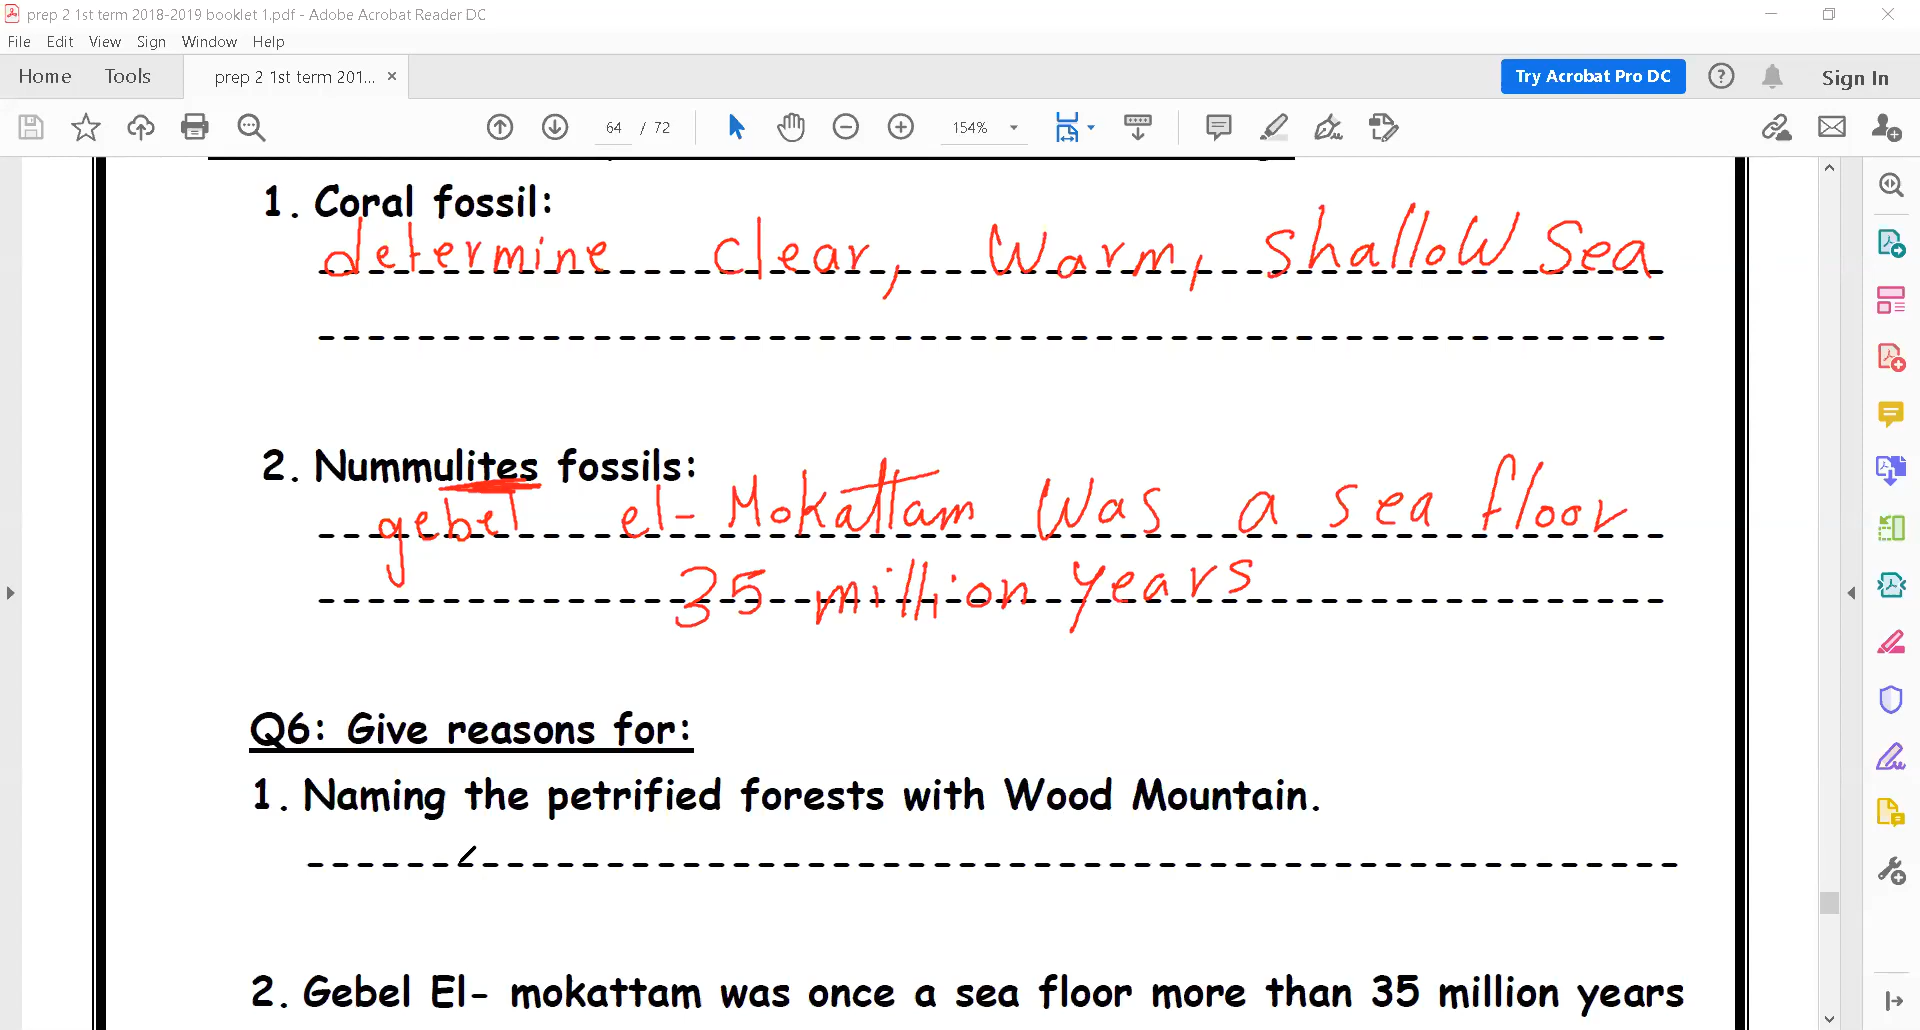 prep 2 1st term 2018-2019 booklet 1.pdf - Adobe Acrobat Reader DC
File Edit View Sign Window Help
Home Tools prep 2 1st term 201... × Try Acrobat Pro DC Sign In
64 / 72 154%
1. Coral fossil:
determine clear, warm, shallow Sea
2. Nummulites fossils:
gebel el-Mokattam was a sea floor
35 million years
Q6: Give reasons for:
1. Naming the petrified forests with Wood Mountain.
2. Gebel El- mokattam was once a sea floor more than 35 million years